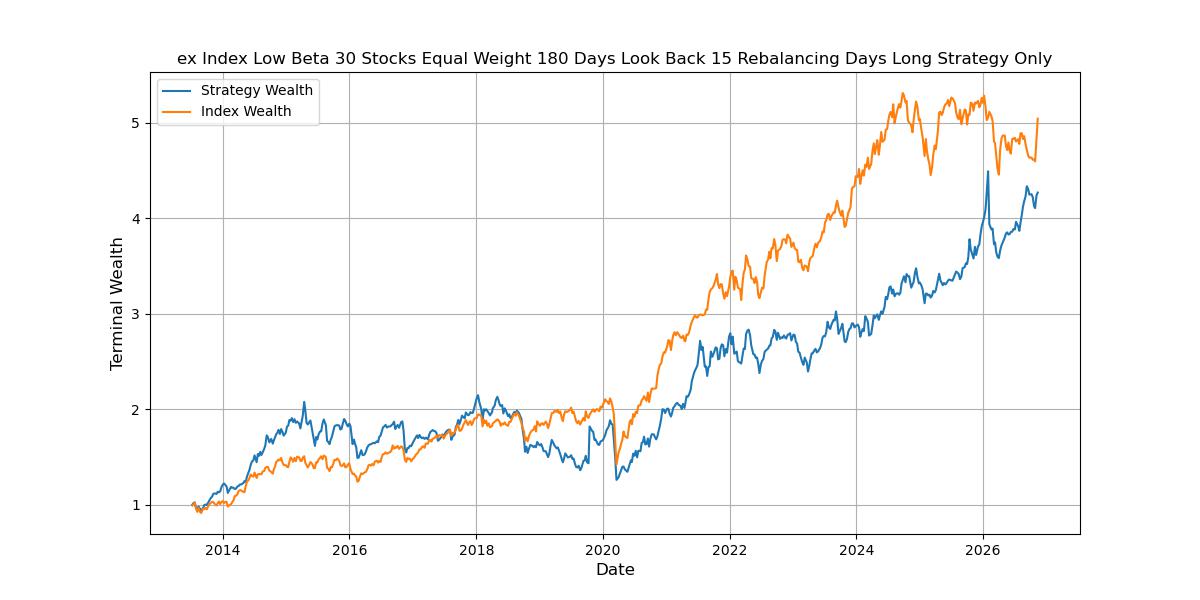 ex Index Low Beta 30 Stocks Equal Weight 180 Days Look Back 15 Rebalancing Days Long Strategy Only
Strategy Wealth
Index Wealth
Terminal Wealth
5
4
3
2
1
2014 2016 2018 2020 2022 2024 2026
Date